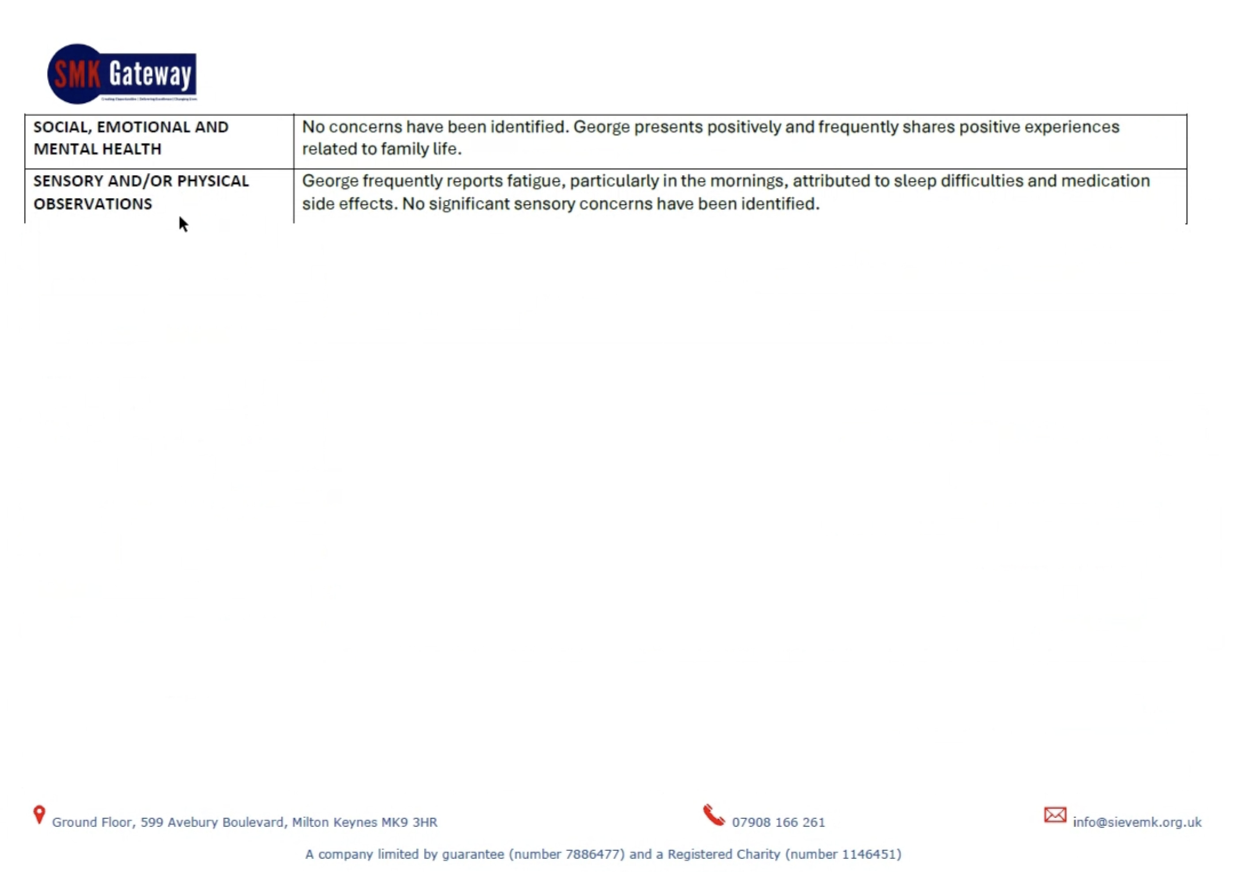 SMK Gateway
SOCIAL, EMOTIONAL AND
MENTAL HEALTH
No concerns have been identified. George presents positively and frequently shares positive experiences
related to family life.
SENSORY AND/OR PHYSICAL
OBSERVATIONS
George frequently reports fatigue, particularly in the mornings, attributed to sleep difficulties and medication
side effects. No significant sensory concerns have been identified.
Ground Floor, 599 Avebury Boulevard, Milton Keynes MK9 3HR
07908 166 261
info@sievemk.org.uk
A company limited by guarantee (number 7886477) and a Registered Charity (number 1146451)